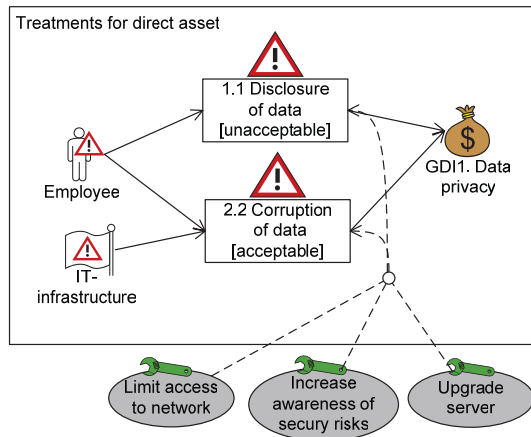 Treatments for direct asset
1.1 Disclosure
of data
[unacceptable]
$
GDI1. Data
privacy
Employee
2.2 Corruption
of data
[acceptable]
IT-
infrastructure
Limit access
to network
Increase
awareness of
secury risks
Upgrade
server